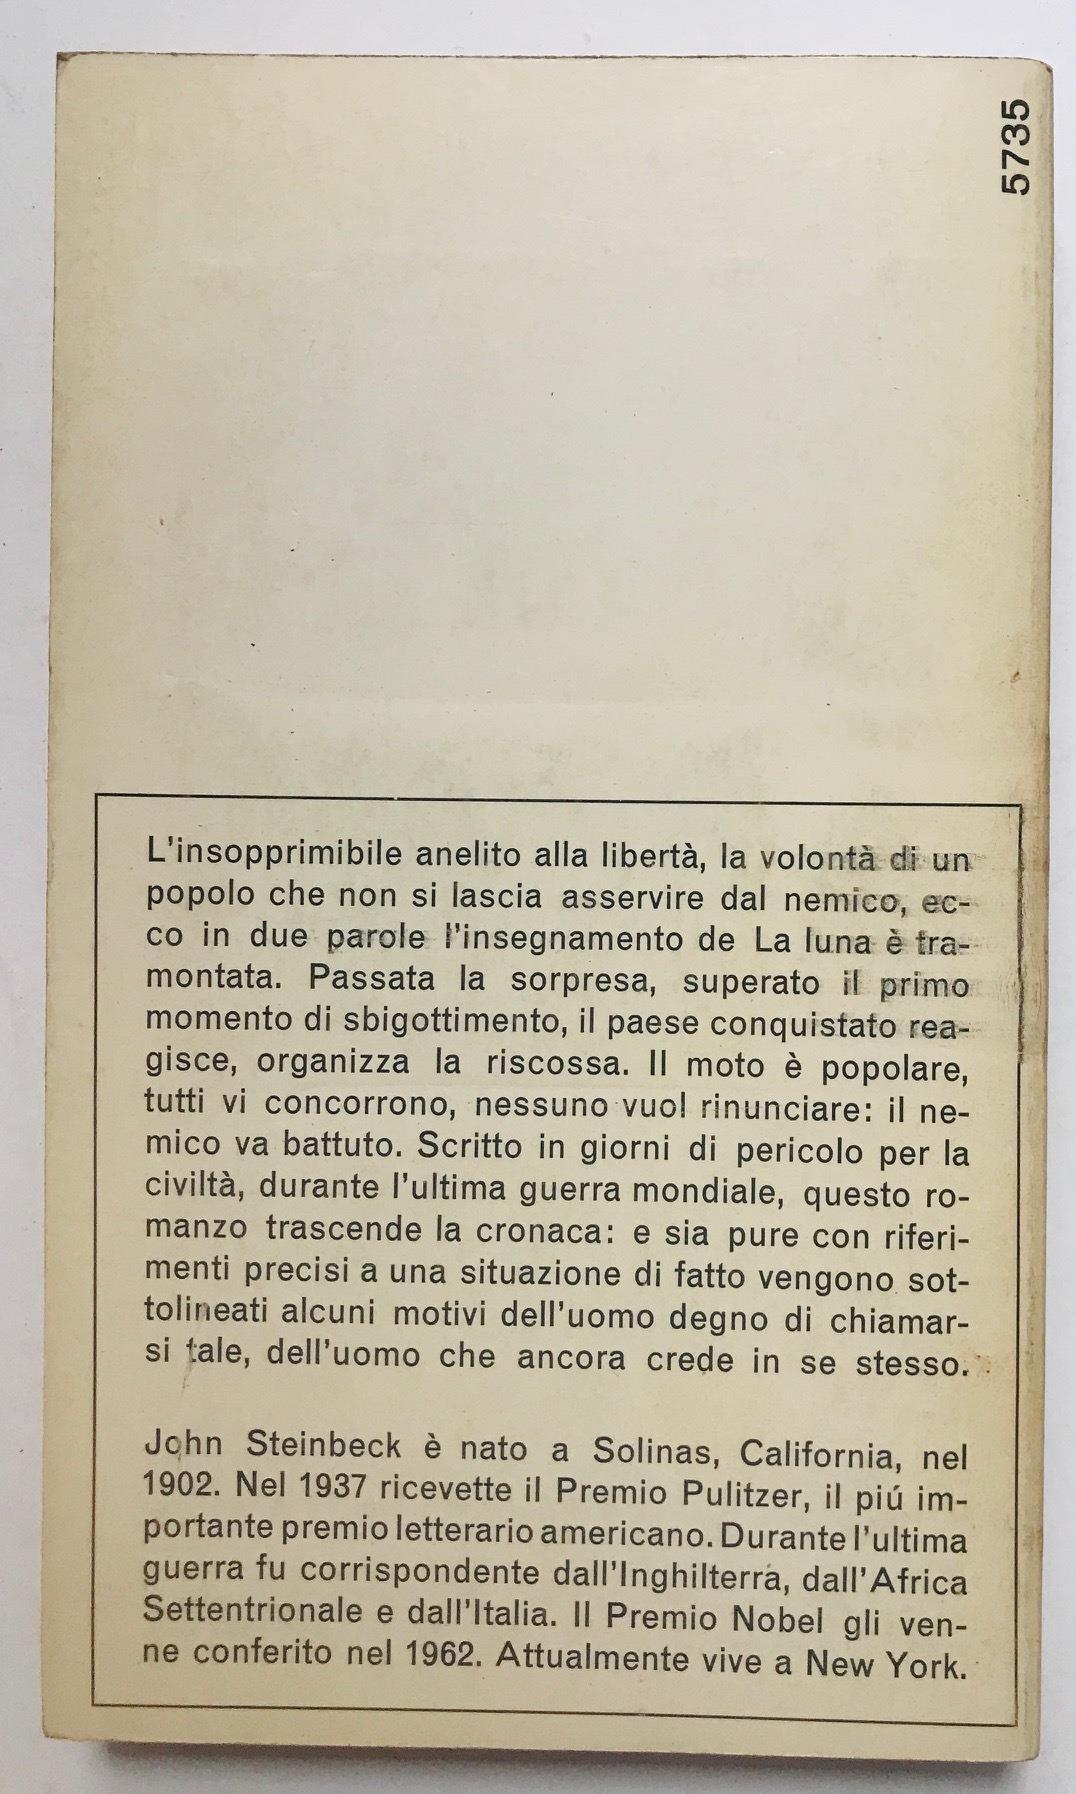 5735
L'insopprimibile anelito alla libertà, la volontà di un
popolo che non si lascia asservire dal nemico, ec-
co in due parole l'insegnamento de La luna è tra-
montata. Passata la sorpresa, superato il primo
momento di sbigottimento, il paese conquistato rea-
gisce, organizza la riscossa. Il moto è popolare,
tutti vi concorrono, nessuno vuol rinunciare: il ne-
mico va battuto. Scritto in giorni di pericolo per la
civiltà, durante l'ultima guerra mondiale, questo ro-
manzo trascende la cronaca: e sia pure con riferi-
menti precisi a una situazione di fatto vengono sot-
tolineati alcuni motivi dell'uomo degno di chiamar-
si tale, dell'uomo che ancora crede in se stesso.
John Steinbeck è nato a Solinas, California, nel
1902. Nel 1937 ricevette il Premio Pulitzer, il piú im-
portante premio letterario americano. Durante l'ultima
guerra fu corrispondente dall'Inghilterra, dall'Africa
Settentrionale e dall'Italia. Il Premio Nobel gli ven-
ne conferito nel 1962. Attualmente vive a New York.